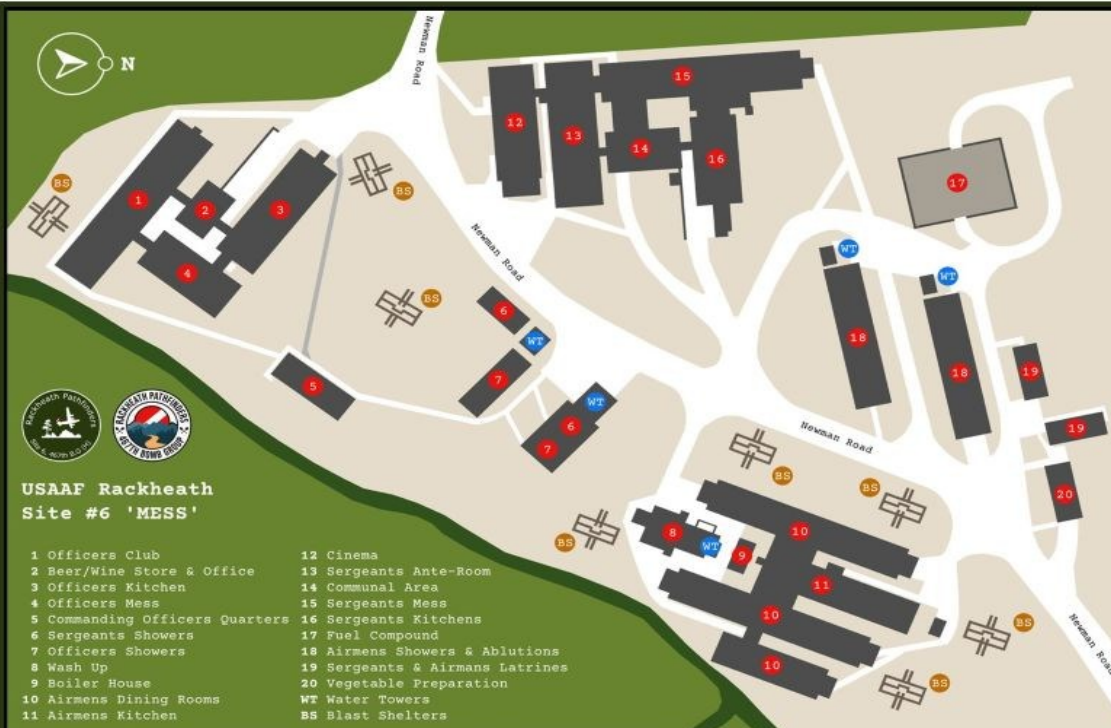 N
Newman Road
15
12
13
14
16
17
BS
1
2
3
BS
4
Newman Road
WT
WT
BS
6
WT
18
18
7
5
WT
6
7
19
19
Newman Road
BS
BS
20
8
WT
9
10
11
BS
10
10
BS
BS
Newman Road
Rackheath Pathfinders
Site 6, 467th B.G (H)
RACKHEATH PATHFINDERS
467TH BOMB GROUP
USAAF Rackheath
Site #6 'MESS'
1 Officers Club
2 Beer/Wine Store & Office
3 Officers Kitchen
4 Officers Mess
5 Commanding Officers Quarters
6 Sergeants Showers
7 Officers Showers
8 Wash Up
9 Boiler House
10 Airmens Dining Rooms
11 Airmens Kitchen
12 Cinema
13 Sergeants Ante-Room
14 Communal Area
15 Sergeants Mess
16 Sergeants Kitchens
17 Fuel Compound
18 Airmens Showers & Ablutions
19 Sergeants & Airmans Latrines
20 Vegetable Preparation
WT Water Towers
BS Blast Shelters